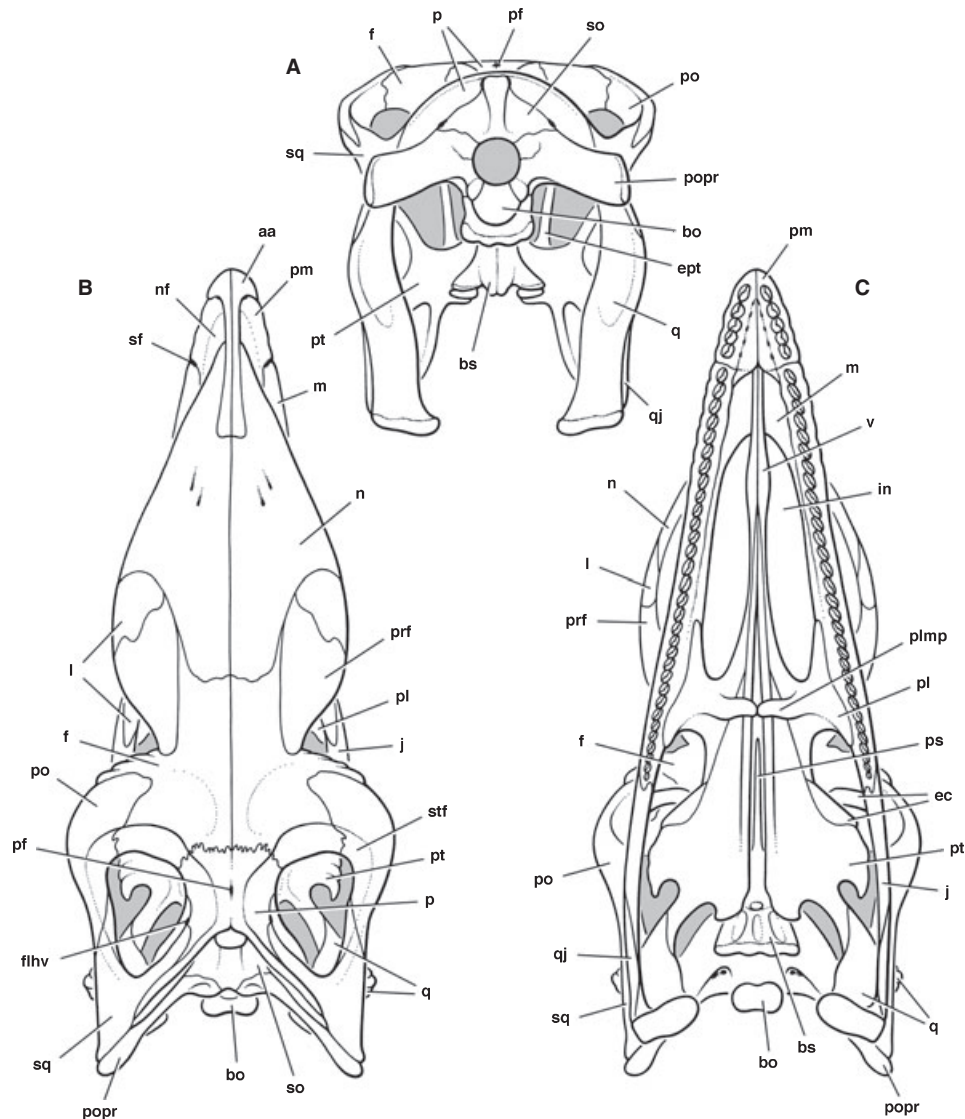 A
f
p
pf
so
po
sq
popr
bo
ept
pt
bs
q
qj
B
aa
nf
pm
sf
m
n
l
prf
pl
f
j
po
stf
pf
pt
p
flhv
q
sq
bo
so
popr
C
pm
m
v
n
in
l
prf
plmp
pl
f
ps
ec
po
pt
j
qj
sq
q
bo
bs
popr